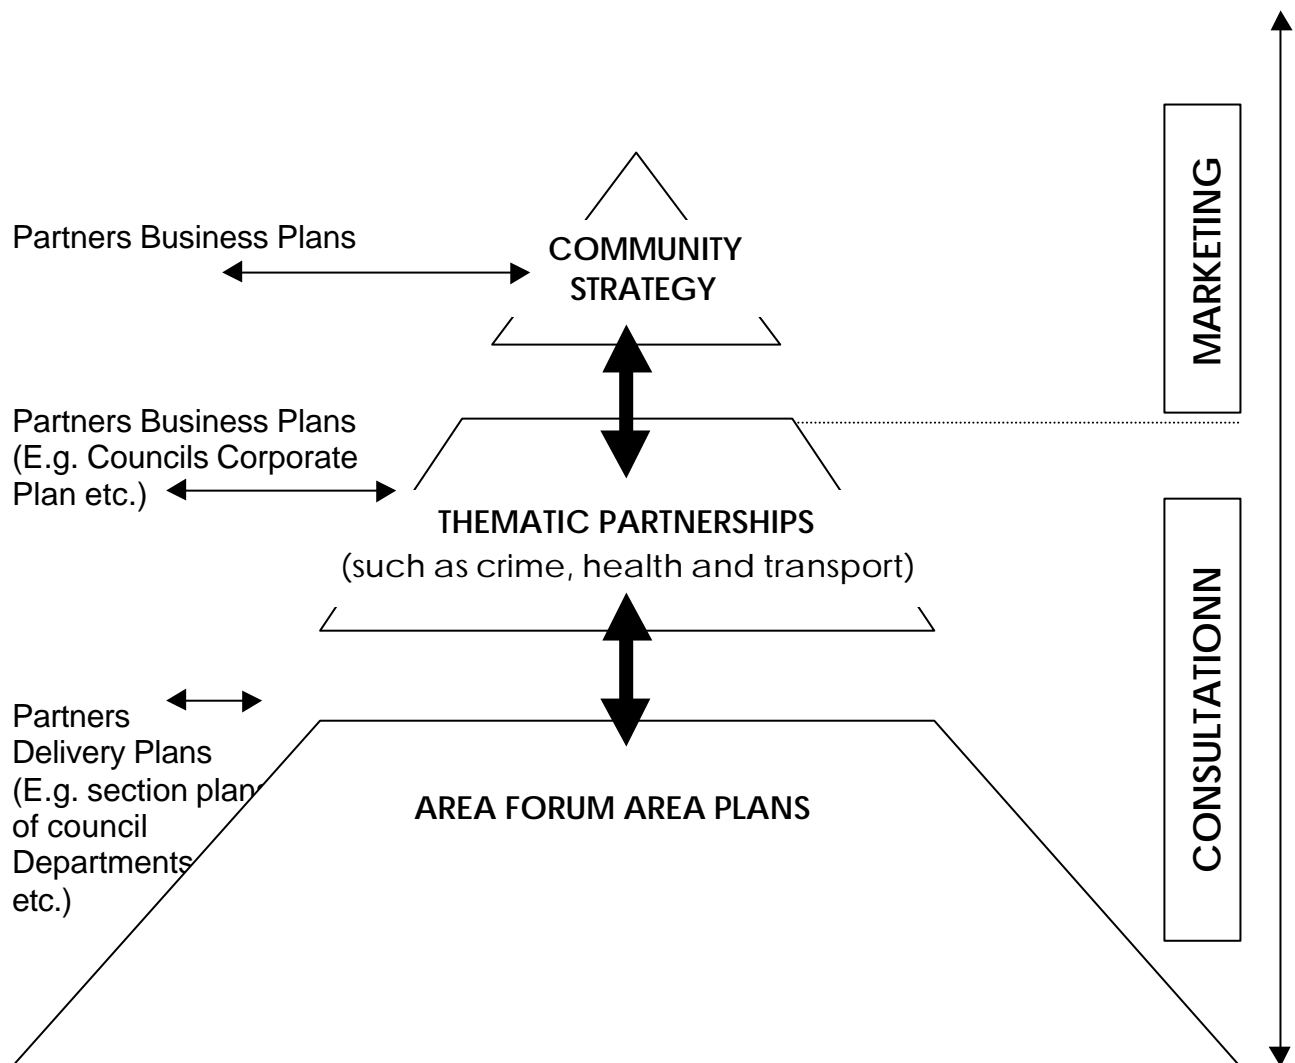 Partners Business Plans
COMMUNITY
STRATEGY
MARKETING
Partners Business Plans
(E.g. Councils Corporate
Plan etc.)
THEMATIC PARTNERSHIPS
(such as crime, health and transport)
CONSULTATIONN
Partners
Delivery Plans
(E.g. section plans
of council
Departments
etc.)
AREA FORUM AREA PLANS